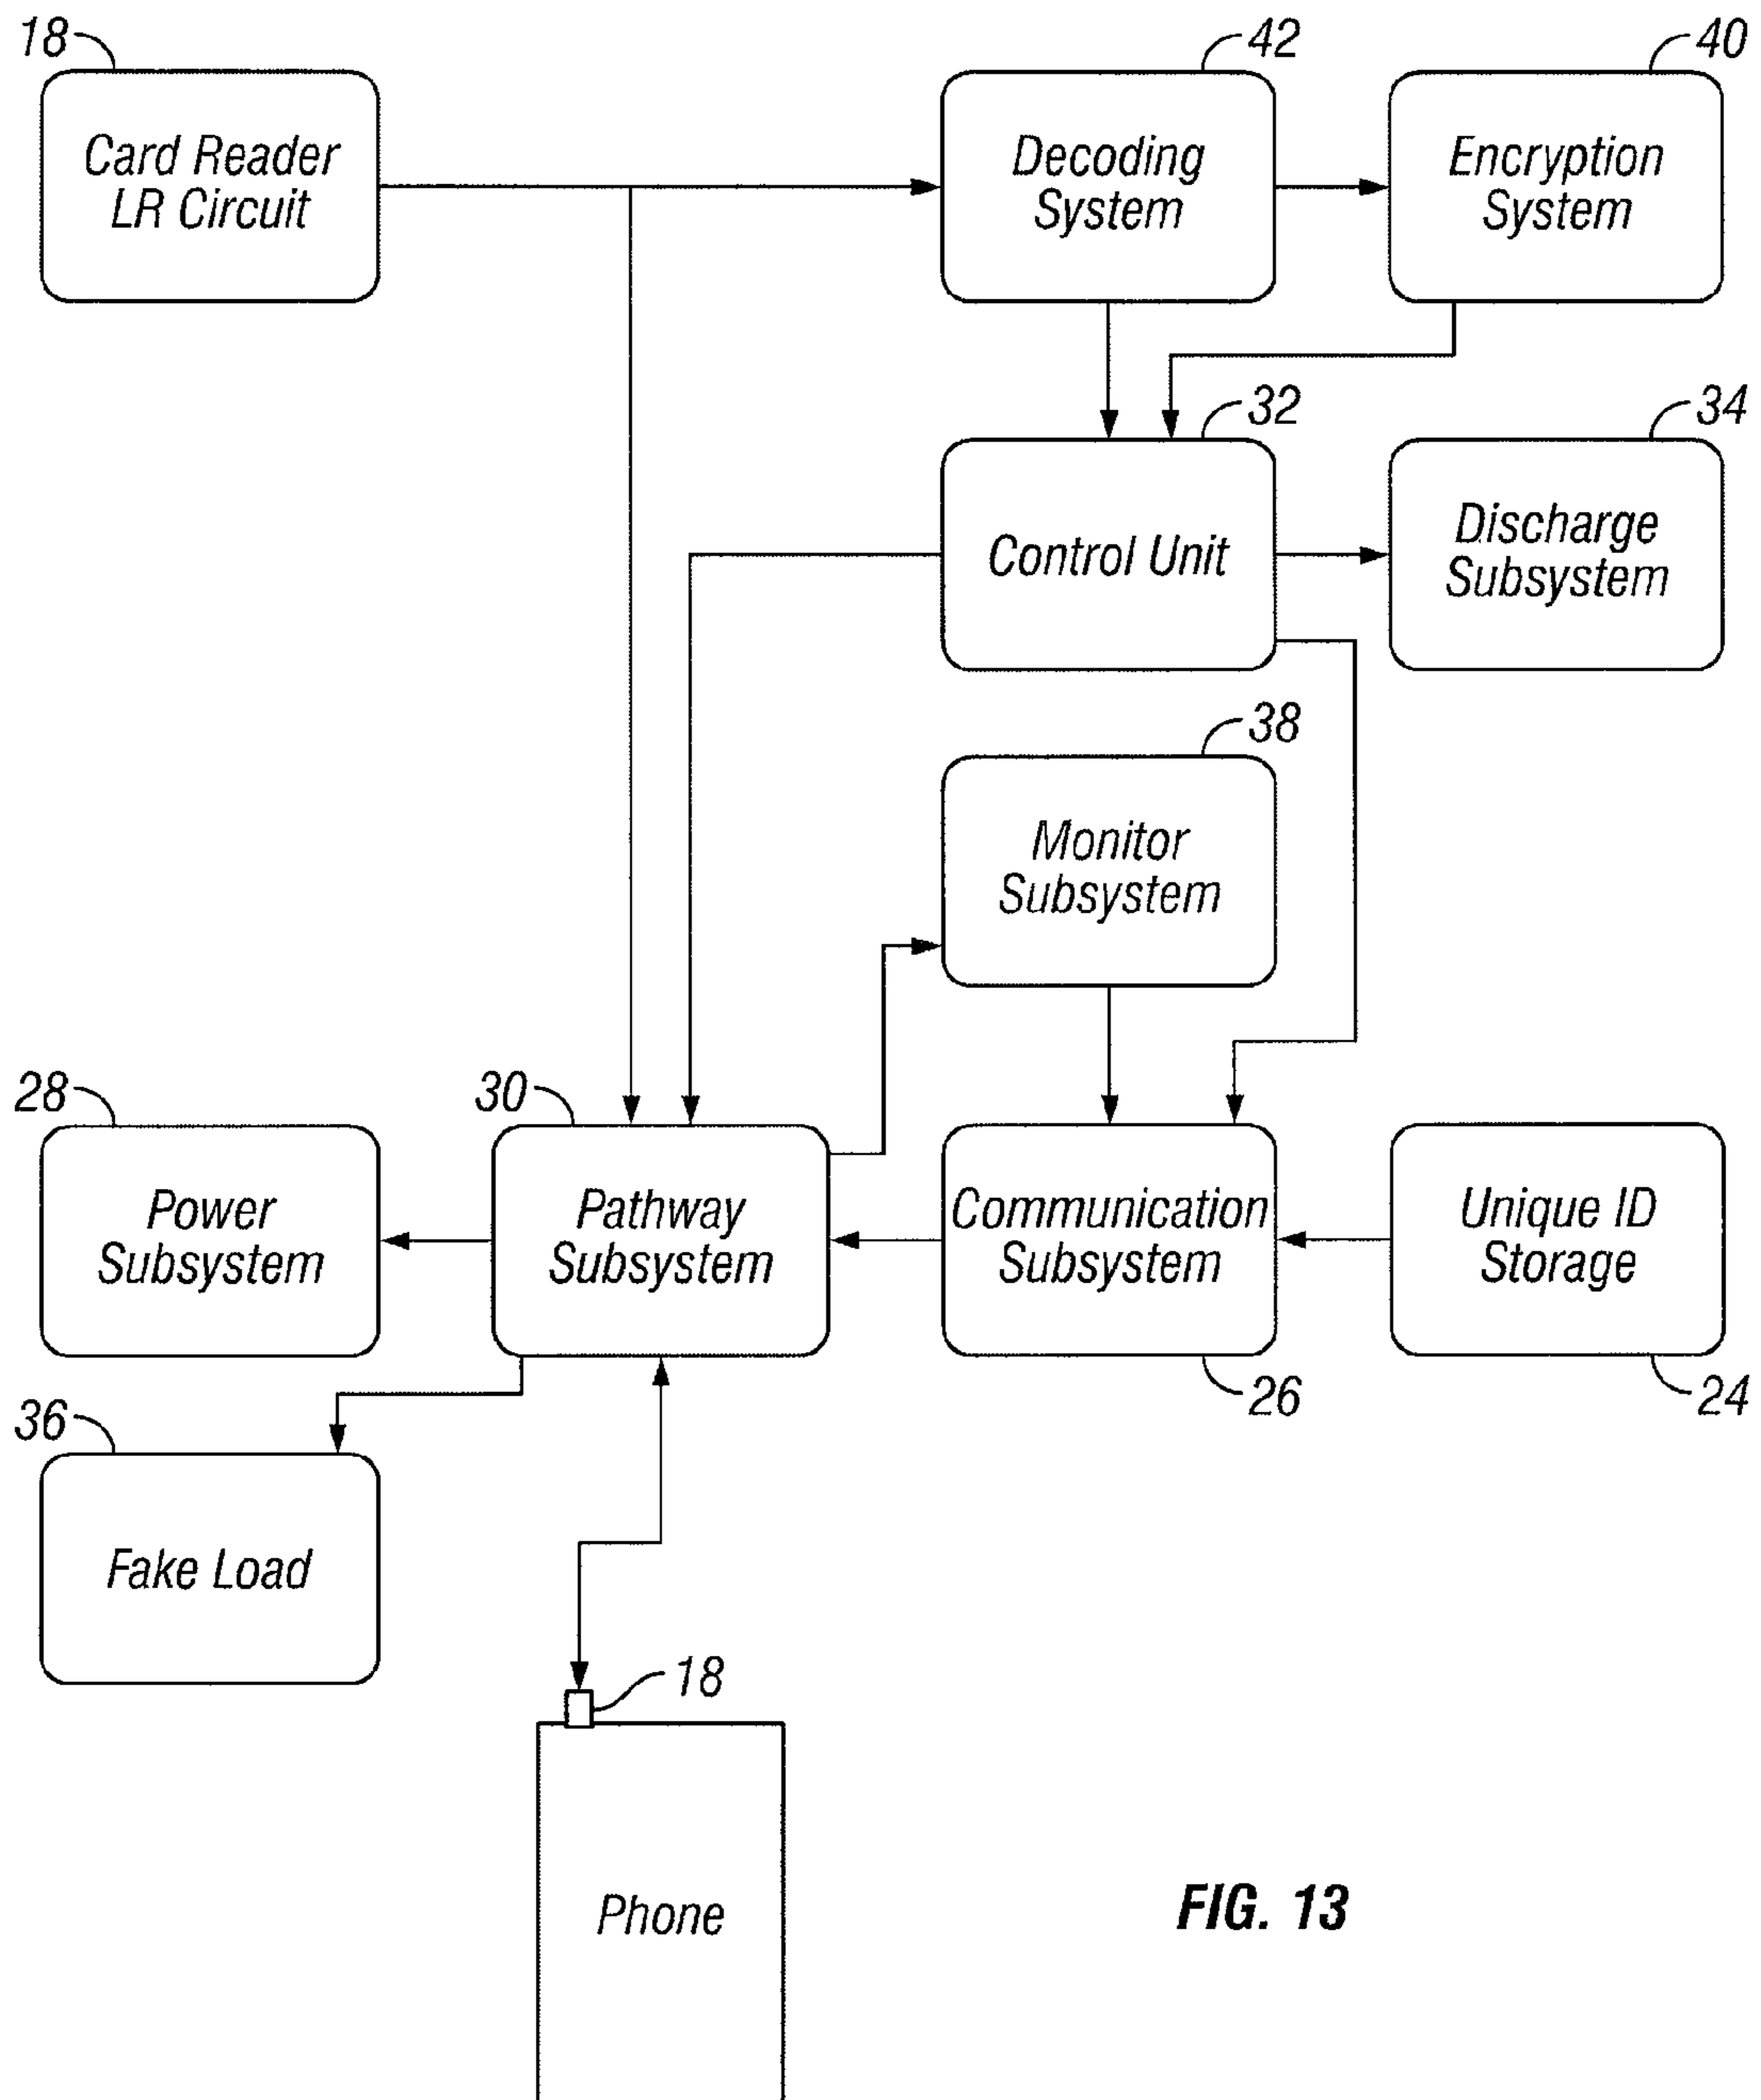 18
42
40
Card Reader
LR Circuit
Decoding
System
Encryption
System
32
34
Control Unit
Discharge
Subsystem
38
Monitor
Subsystem
28
30
Power
Subsystem
Pathway
Subsystem
Communication
Subsystem
Unique ID
Storage
26
24
36
Fake Load
18
Phone
FIG. 13